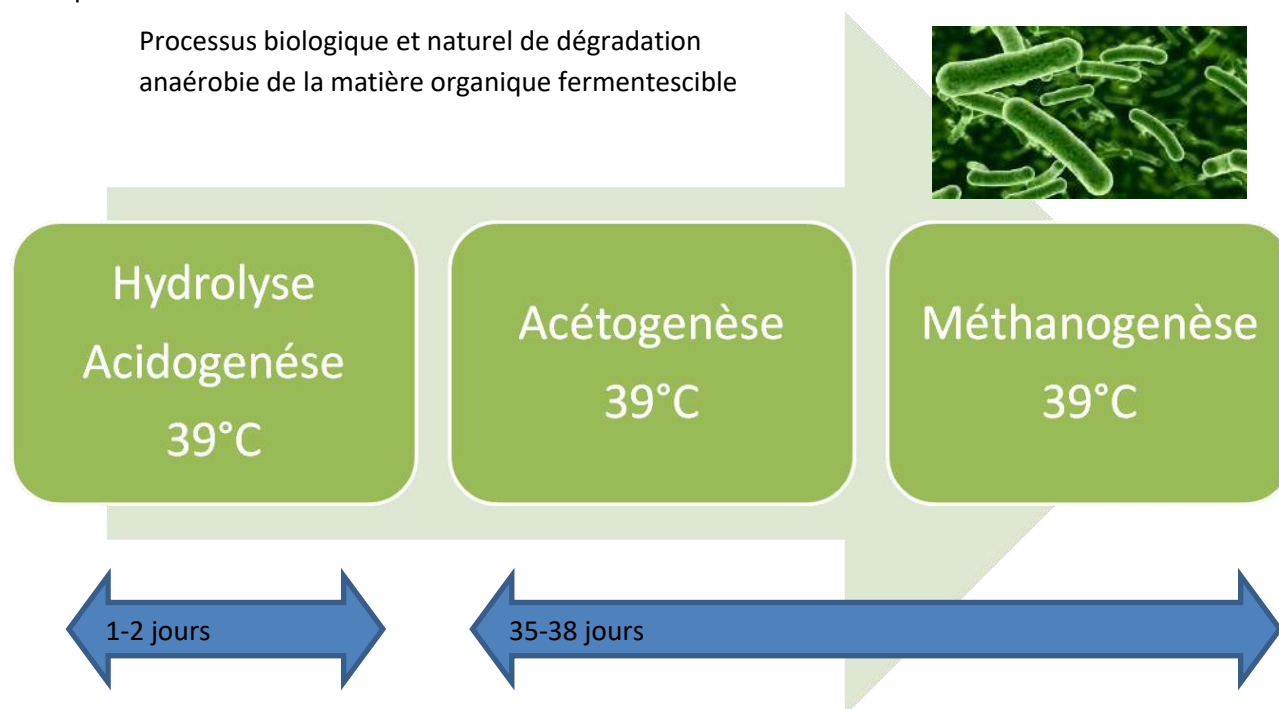 Processus biologique et naturel de dégradation
anaérobie de la matière organique fermentescible
Hydrolyse
Acidogenése
39°C
Acétogenèse
39°C
Méthanogenèse
39°C
1-2 jours
35-38 jours